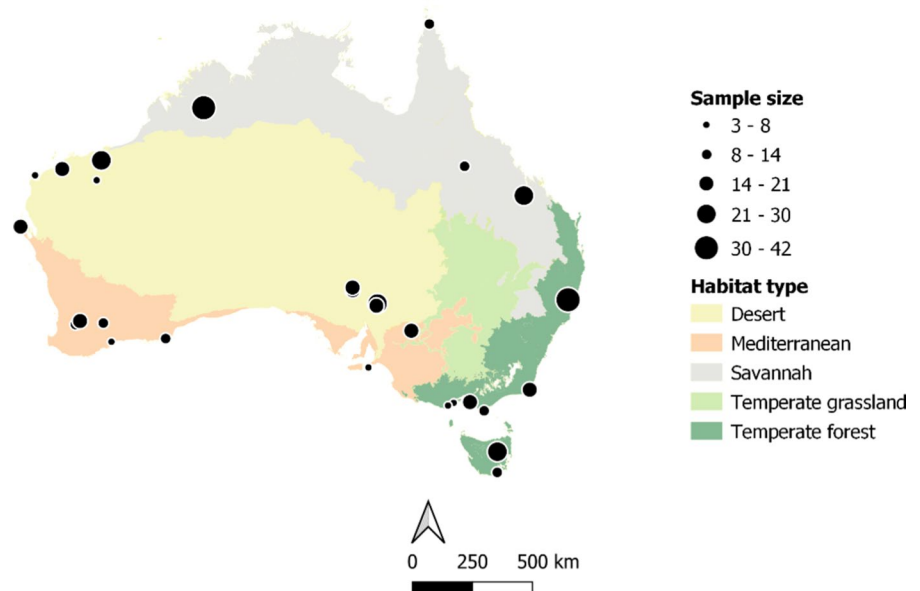 Sample size
3 - 8
8 - 14
14 - 21
21 - 30
30 - 42
Habitat type
Desert
Mediterranean
Savannah
Temperate grassland
Temperate forest
0 250 500 km